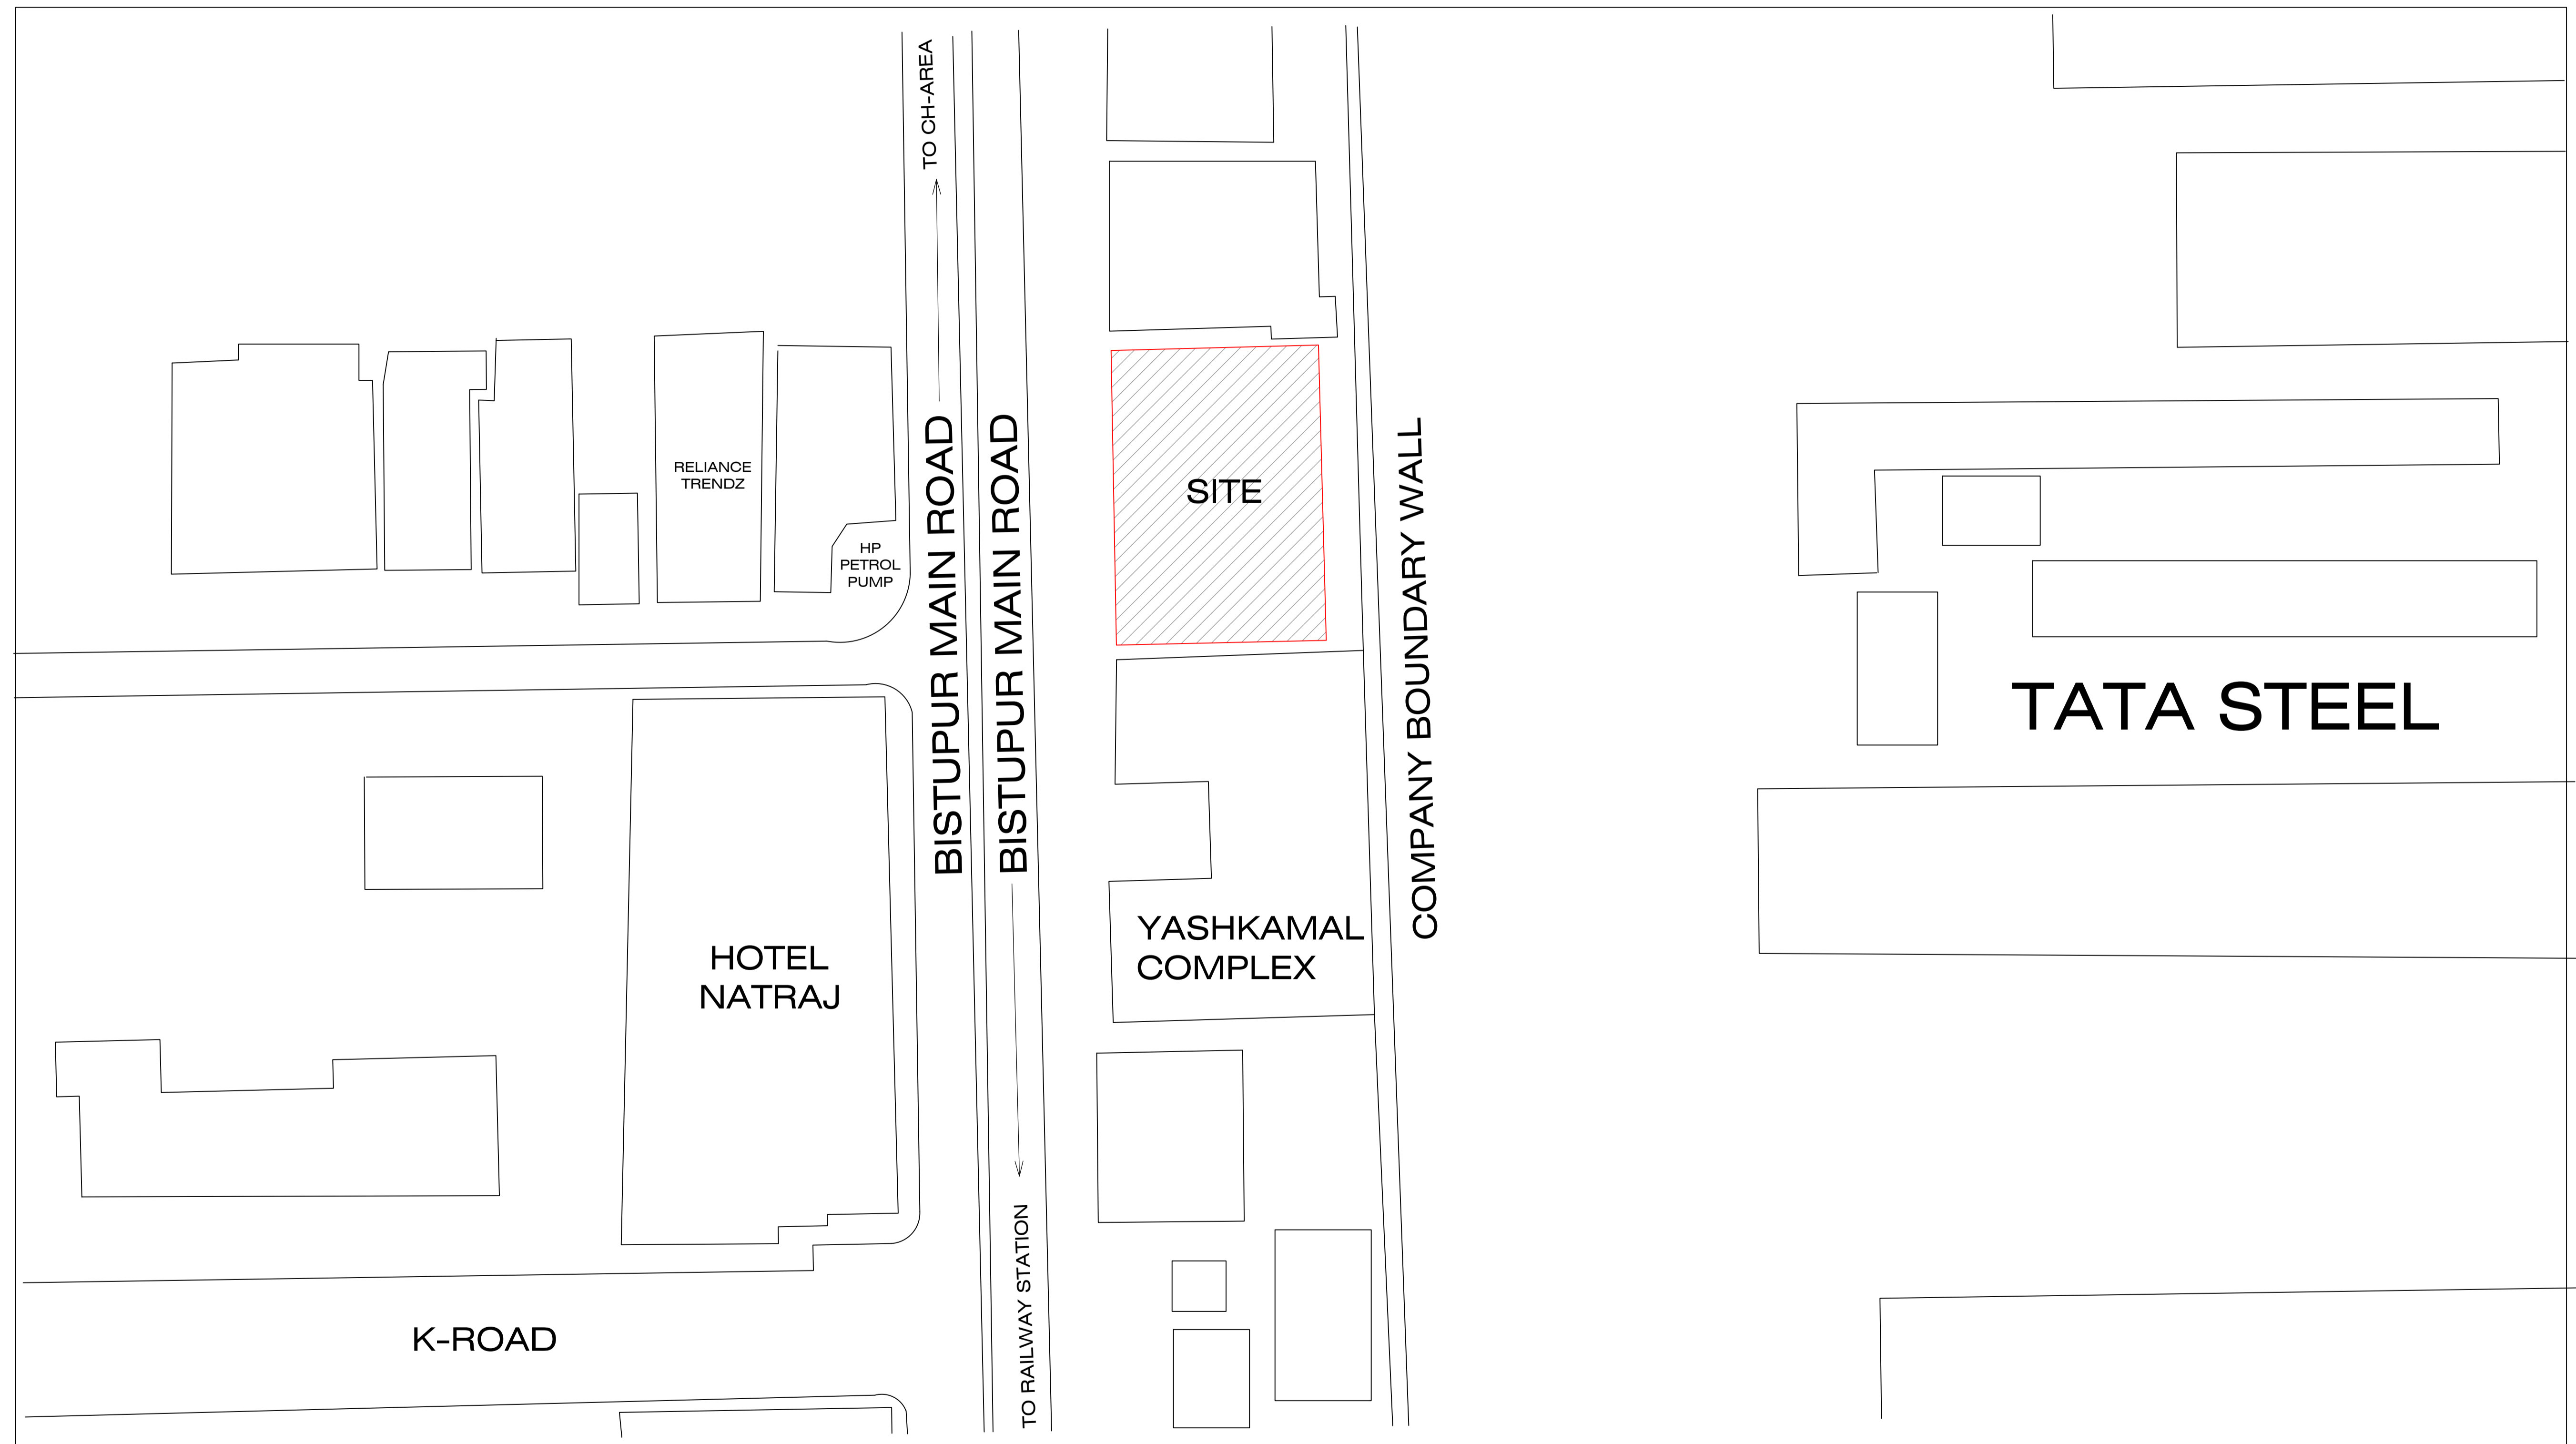 TO CH-AREA
RELIANCE
TRENDZ
HP
PETROL
PUMP
BISTUPUR MAIN ROAD
BISTUPUR MAIN ROAD
SITE
COMPANY BOUNDARY WALL
TATA STEEL
HOTEL
NATRAJ
YASHKAMAL
COMPLEX
TO RAILWAY STATION
K-ROAD